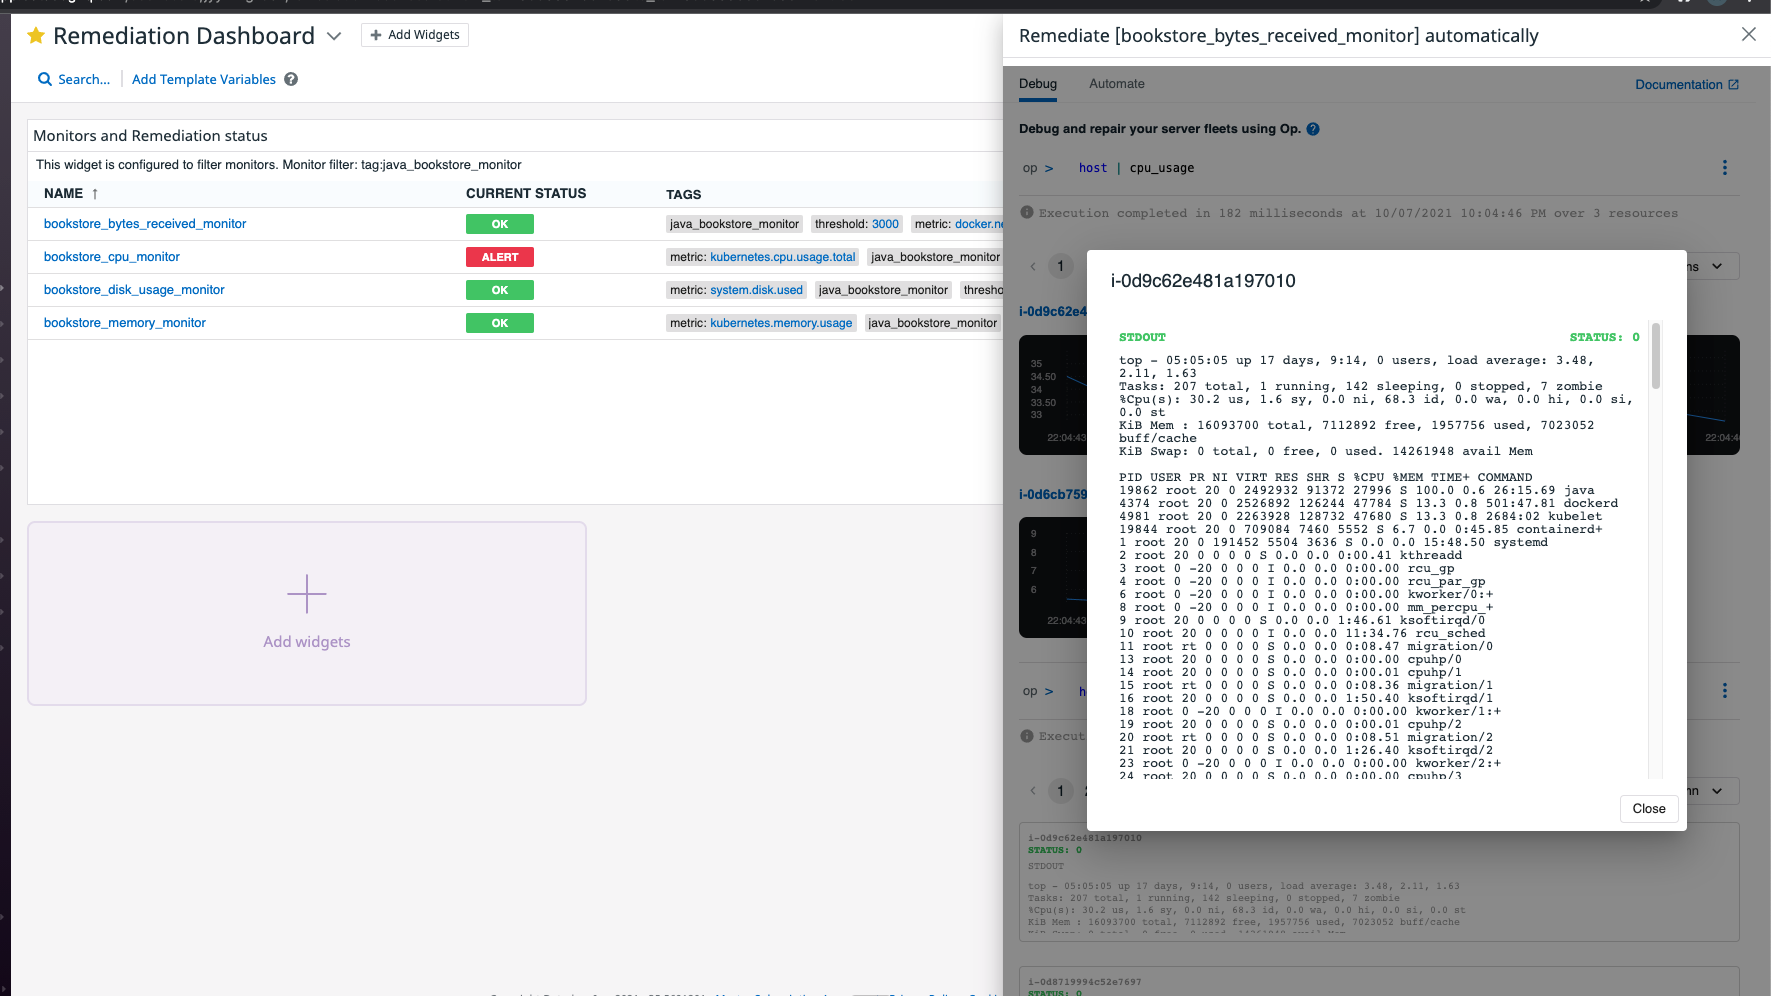 Remediation Dashboard
Add Widgets
Search...
Add Template Variables
Monitors and Remediation status
This widget is configured to filter monitors. Monitor filter: tag:java_bookstore_monitor
NAME ↑ CURRENT STATUS TAGS
bookstore_bytes_received_monitor OK java_bookstore_monitor threshold: 3000 metric: docker.ne
bookstore_cpu_monitor ALERT metric: kubernetes.cpu.usage.total java_bookstore_monitor
bookstore_disk_usage_monitor OK metric: system.disk.used java_bookstore_monitor thresho
bookstore_memory_monitor OK metric: kubernetes.memory.usage java_bookstore_monitor
Add widgets
Remediate [bookstore_bytes_received_monitor] automatically
Debug Automate Documentation
Debug and repair your server fleets using Op.
op > host | cpu_usage
Execution completed in 182 milliseconds at 10/07/2021 10:04:46 PM over 3 resources
1
i-0d9c62e4
35
34.50
34
33.50
33
22:04:43
22:04:4
i-0d6cb759
9
8
7
6
22:04:43
op > h
Execut
1
i-0d9c62e481a197010
STDOUT STATUS: 0
top - 05:05:05 up 17 days, 9:14, 0 users, load average: 3.48,
2.11, 1.63
Tasks: 207 total, 1 running, 142 sleeping, 0 stopped, 7 zombie
%Cpu(s): 30.2 us, 1.6 sy, 0.0 ni, 68.3 id, 0.0 wa, 0.0 hi, 0.0 si,
0.0 st
KiB Mem : 16093700 total, 7112892 free, 1957756 used, 7023052
buff/cache
KiB Swap: 0 total, 0 free, 0 used. 14261948 avail Mem
PID USER PR NI VIRT RES SHR S %CPU %MEM TIME+ COMMAND
19862 root 20 0 2492932 91372 27996 S 100.0 0.6 26:15.69 java
4374 root 20 0 2526892 126244 47784 S 13.3 0.8 501:47.81 dockerd
4981 root 20 0 2263928 128732 47680 S 13.3 0.8 2684:02 kubelet
19844 root 20 0 709084 7460 5552 S 6.7 0.0 0:45.85 containerd+
1 root 20 0 191452 5504 3636 S 0.0 0.0 15:48.50 systemd
2 root 20 0 0 0 0 S 0.0 0.0 0:00.41 kthreadd
3 root 0 -20 0 0 0 I 0.0 0.0 0:00.00 rcu_gp
4 root 0 -20 0 0 0 I 0.0 0.0 0:00.00 rcu_par_gp
6 root 0 -20 0 0 0 I 0.0 0.0 0:00.00 kworker/0:+
8 root 0 -20 0 0 0 I 0.0 0.0 0:00.00 mm_percpu_+
9 root 20 0 0 0 0 S 0.0 0.0 1:46.61 ksoftirqd/0
10 root 20 0 0 0 0 I 0.0 0.0 11:34.76 rcu_sched
11 root rt 0 0 0 0 S 0.0 0.0 0:08.47 migration/0
13 root 20 0 0 0 0 S 0.0 0.0 0:00.00 cpuhp/0
14 root 20 0 0 0 0 S 0.0 0.0 0:00.01 cpuhp/1
15 root rt 0 0 0 0 S 0.0 0.0 0:08.36 migration/1
16 root 20 0 0 0 0 S 0.0 0.0 1:50.40 ksoftirqd/1
18 root 0 -20 0 0 0 I 0.0 0.0 0:00.00 kworker/1:+
19 root 20 0 0 0 0 S 0.0 0.0 0:00.01 cpuhp/2
20 root rt 0 0 0 0 S 0.0 0.0 0:08.51 migration/2
21 root 20 0 0 0 0 S 0.0 0.0 1:26.40 ksoftirqd/2
23 root 0 -20 0 0 0 I 0.0 0.0 0:00.00 kworker/2:+
24 root 20 0 0 0 0 S 0.0 0.0 0:00.00 cpuhp/3
Close
i-0d9c62e481a197010
STATUS: 0
STDOUT
top - 05:05:05 up 17 days, 9:14, 0 users, load average: 3.48, 2.11, 1.63
Tasks: 207 total, 1 running, 142 sleeping, 0 stopped, 7 zombie
%Cpu(s): 30.2 us, 1.6 sy, 0.0 ni, 68.3 id, 0.0 wa, 0.0 hi, 0.0 si, 0.0 st
KiB Mem : 16093700 total, 7112892 free, 1957756 used, 7023052 buff/cache
i-0d8719994c52e7697
STATUS: 0